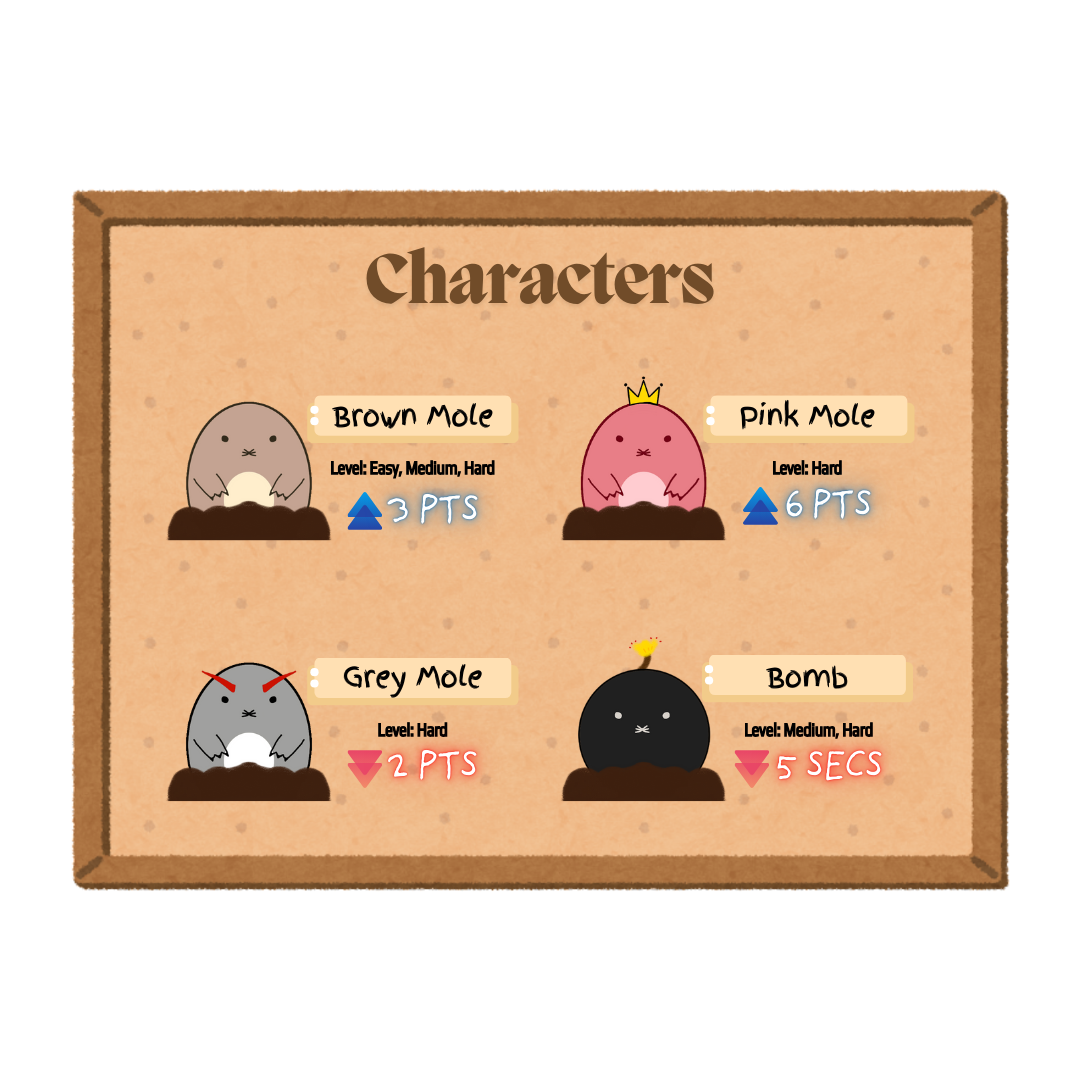 Characters
Brown Mole
Level: Easy, Medium, Hard
3 PTS
Pink Mole
Level: Hard
6 PTS
Grey Mole
Level: Hard
2 PTS
Bomb
Level: Medium, Hard
5 SECS